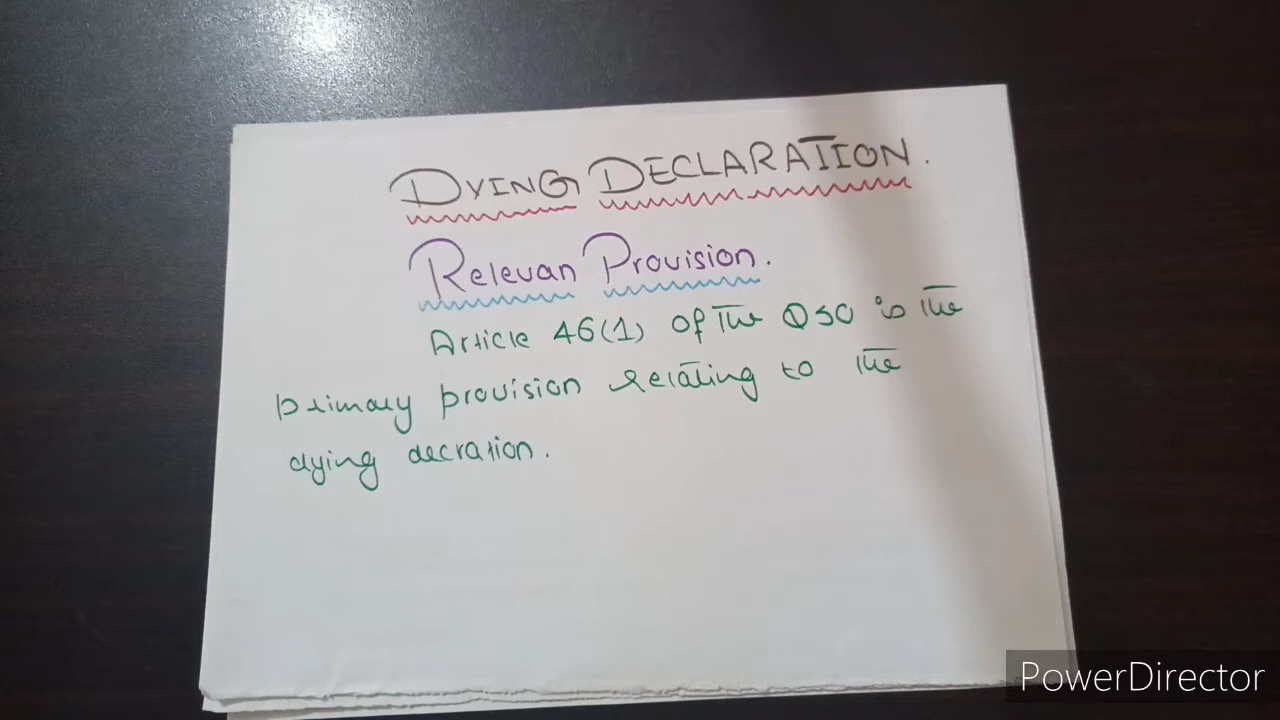 DYING DECLARATION.
Relevan Provision.
Article 46(1) of the QSO is the
primary provision relating to the
dying decration.
PowerDirector